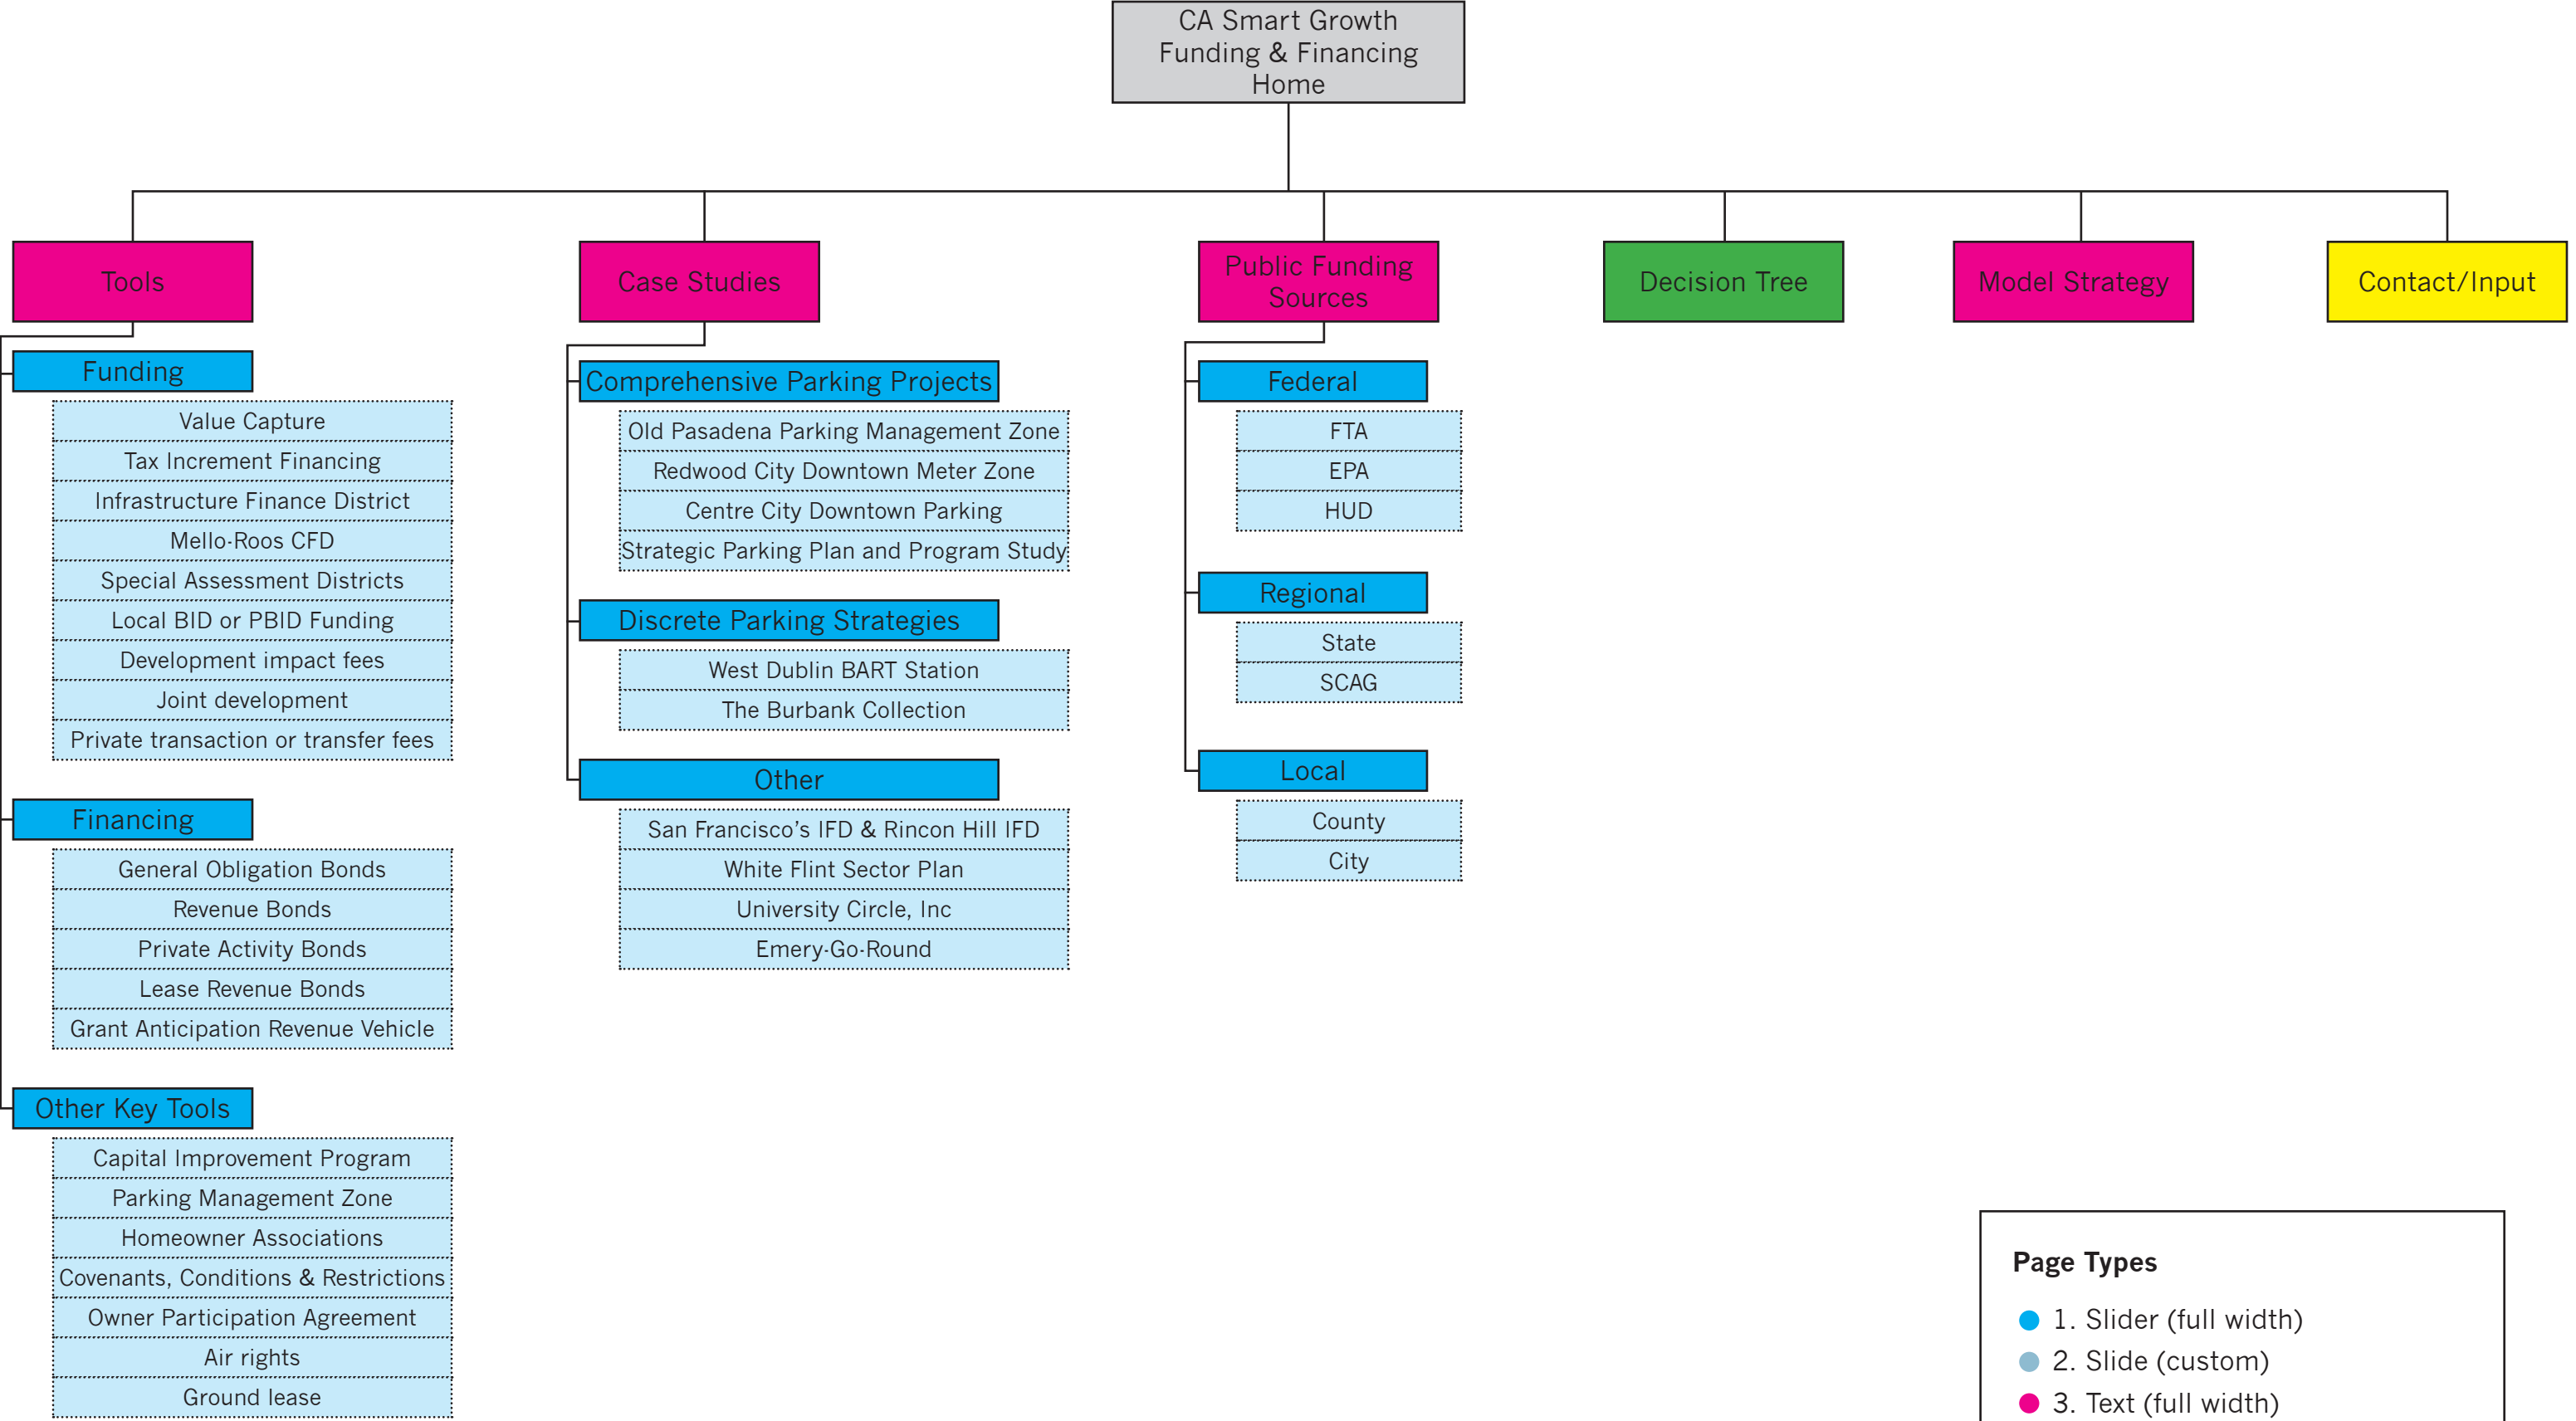 CA Smart Growth
Funding & Financing
Home
Tools
Case Studies
Public Funding
Sources
Decision Tree
Model Strategy
Contact/Input
Funding
Value Capture
Tax Increment Financing
Infrastructure Finance District
Mello-Roos CFD
Special Assessment Districts
Local BID or PBID Funding
Development impact fees
Joint development
Private transaction or transfer fees
Financing
General Obligation Bonds
Revenue Bonds
Private Activity Bonds
Lease Revenue Bonds
Grant Anticipation Revenue Vehicle
Other Key Tools
Capital Improvement Program
Parking Management Zone
Homeowner Associations
Covenants, Conditions & Restrictions
Owner Participation Agreement
Air rights
Ground lease
Comprehensive Parking Projects
Old Pasadena Parking Management Zone
Redwood City Downtown Meter Zone
Centre City Downtown Parking
Strategic Parking Plan and Program Study
Discrete Parking Strategies
West Dublin BART Station
The Burbank Collection
Other
San Francisco’s IFD & Rincon Hill IFD
White Flint Sector Plan
University Circle, Inc
Emery-Go-Round
Federal
FTA
EPA
HUD
Regional
State
SCAG
Local
County
City
Page Types
1. Slider (full width)
2. Slide (custom)
3. Text (full width)